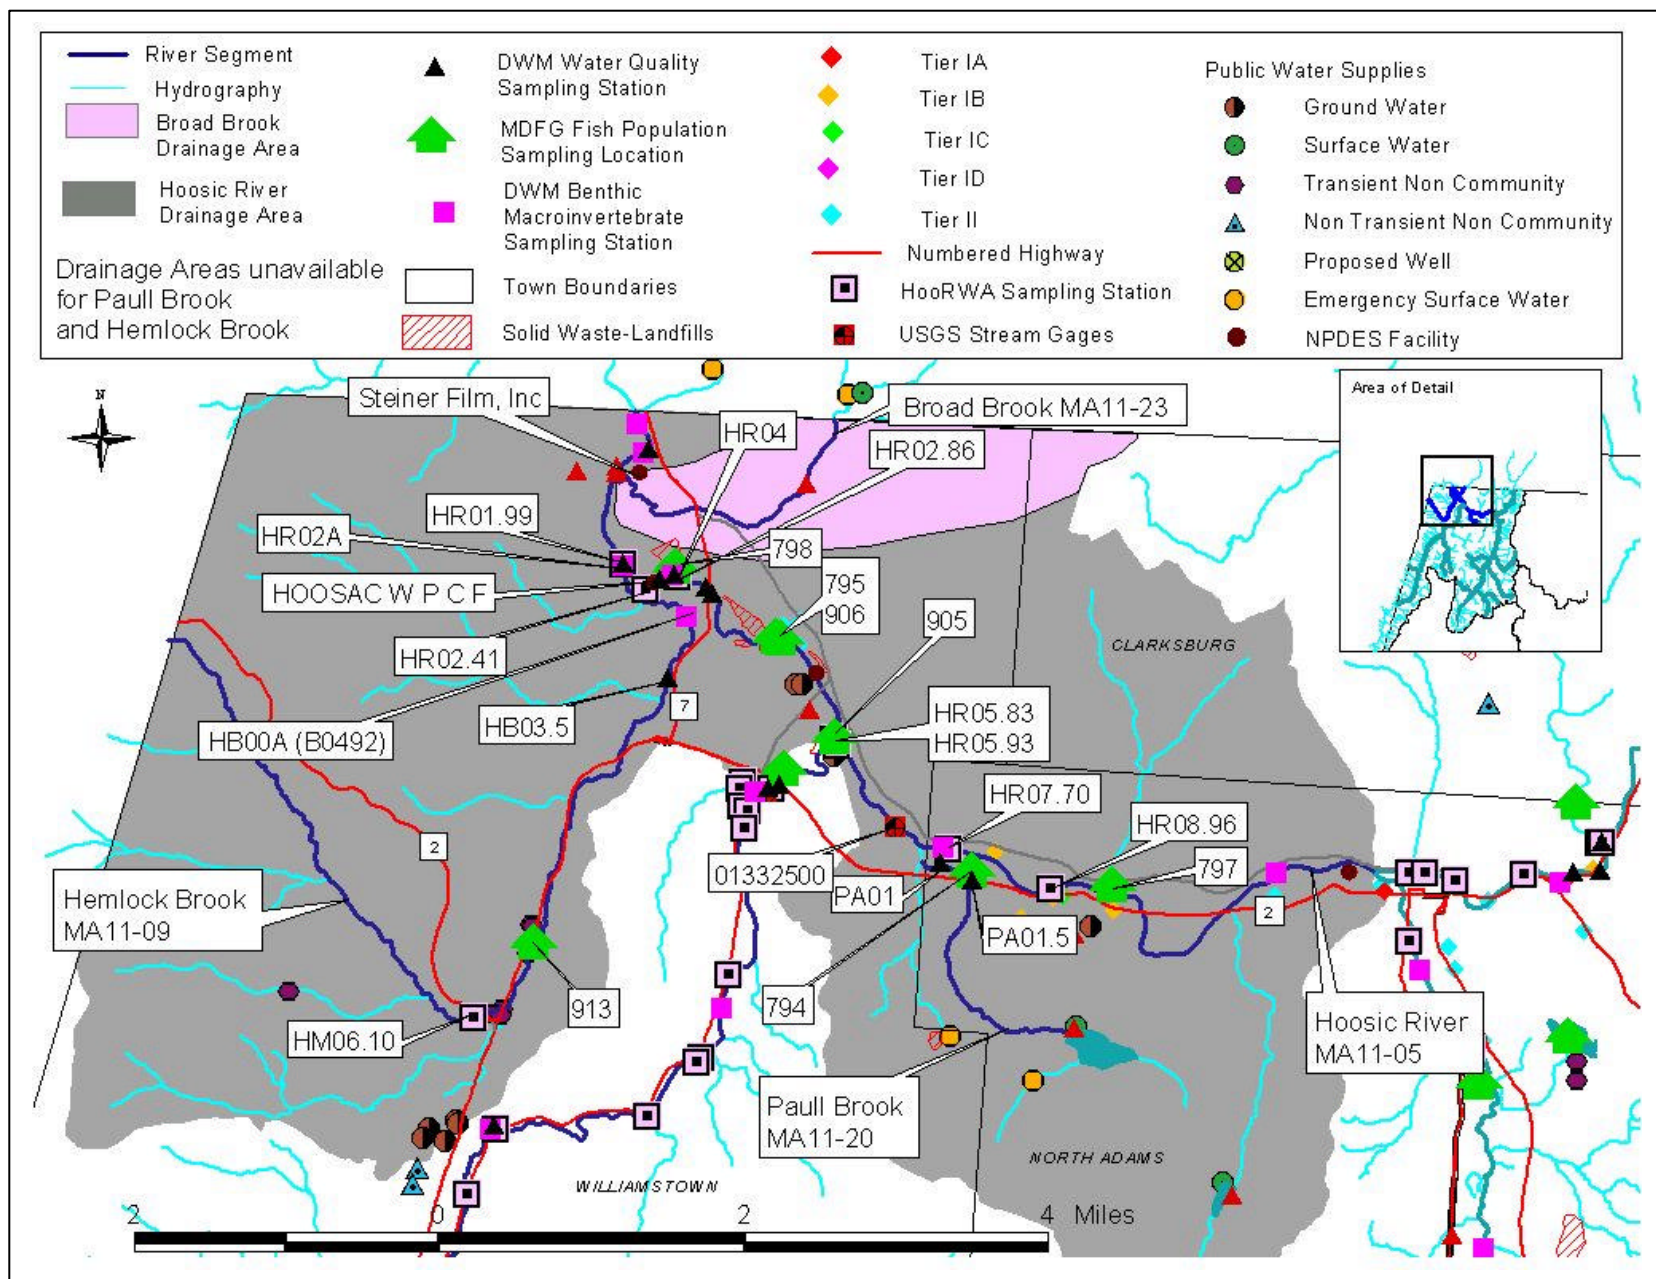 River Segment
Hydrography
Broad Brook
Drainage Area
Hoosic River
Drainage Area
Drainage Areas unavailable
for Paull Brook
and Hemlock Brook
DWM Water Quality
Sampling Station
MDFG Fish Population
Sampling Location
DWM Benthic
Macroinvertebrate
Sampling Station
Town Boundaries
Solid Waste-Landfills
Tier IA
Tier IB
Tier IC
Tier ID
Tier II
Numbered Highway
HooRWA Sampling Station
USGS Stream Gages
Public Water Supplies
Ground Water
Surface Water
Transient Non Community
Non Transient Non Community
Proposed Well
Emergency Surface Water
NPDES Facility
N
Area of Detail
Steiner Film, Inc
Broad Brook MA11-23
HR04
HR02.86
HR01.99
HR02A
798
HOOSAC W P C F
795
906
905
HR02.41
CLARKSBURG
7
HB03.5
HR05.83
HR05.93
HB00A (B0492)
HR07.70
HR08.96
2
01332500
797
PA01
Hemlock Brook
MA11-09
2
PA01.5
913
794
HM06.10
Hoosic River
MA11-05
Paull Brook
MA11-20
NORTH ADAMS
WILLIAMSTOWN
2 0 2 4 Miles